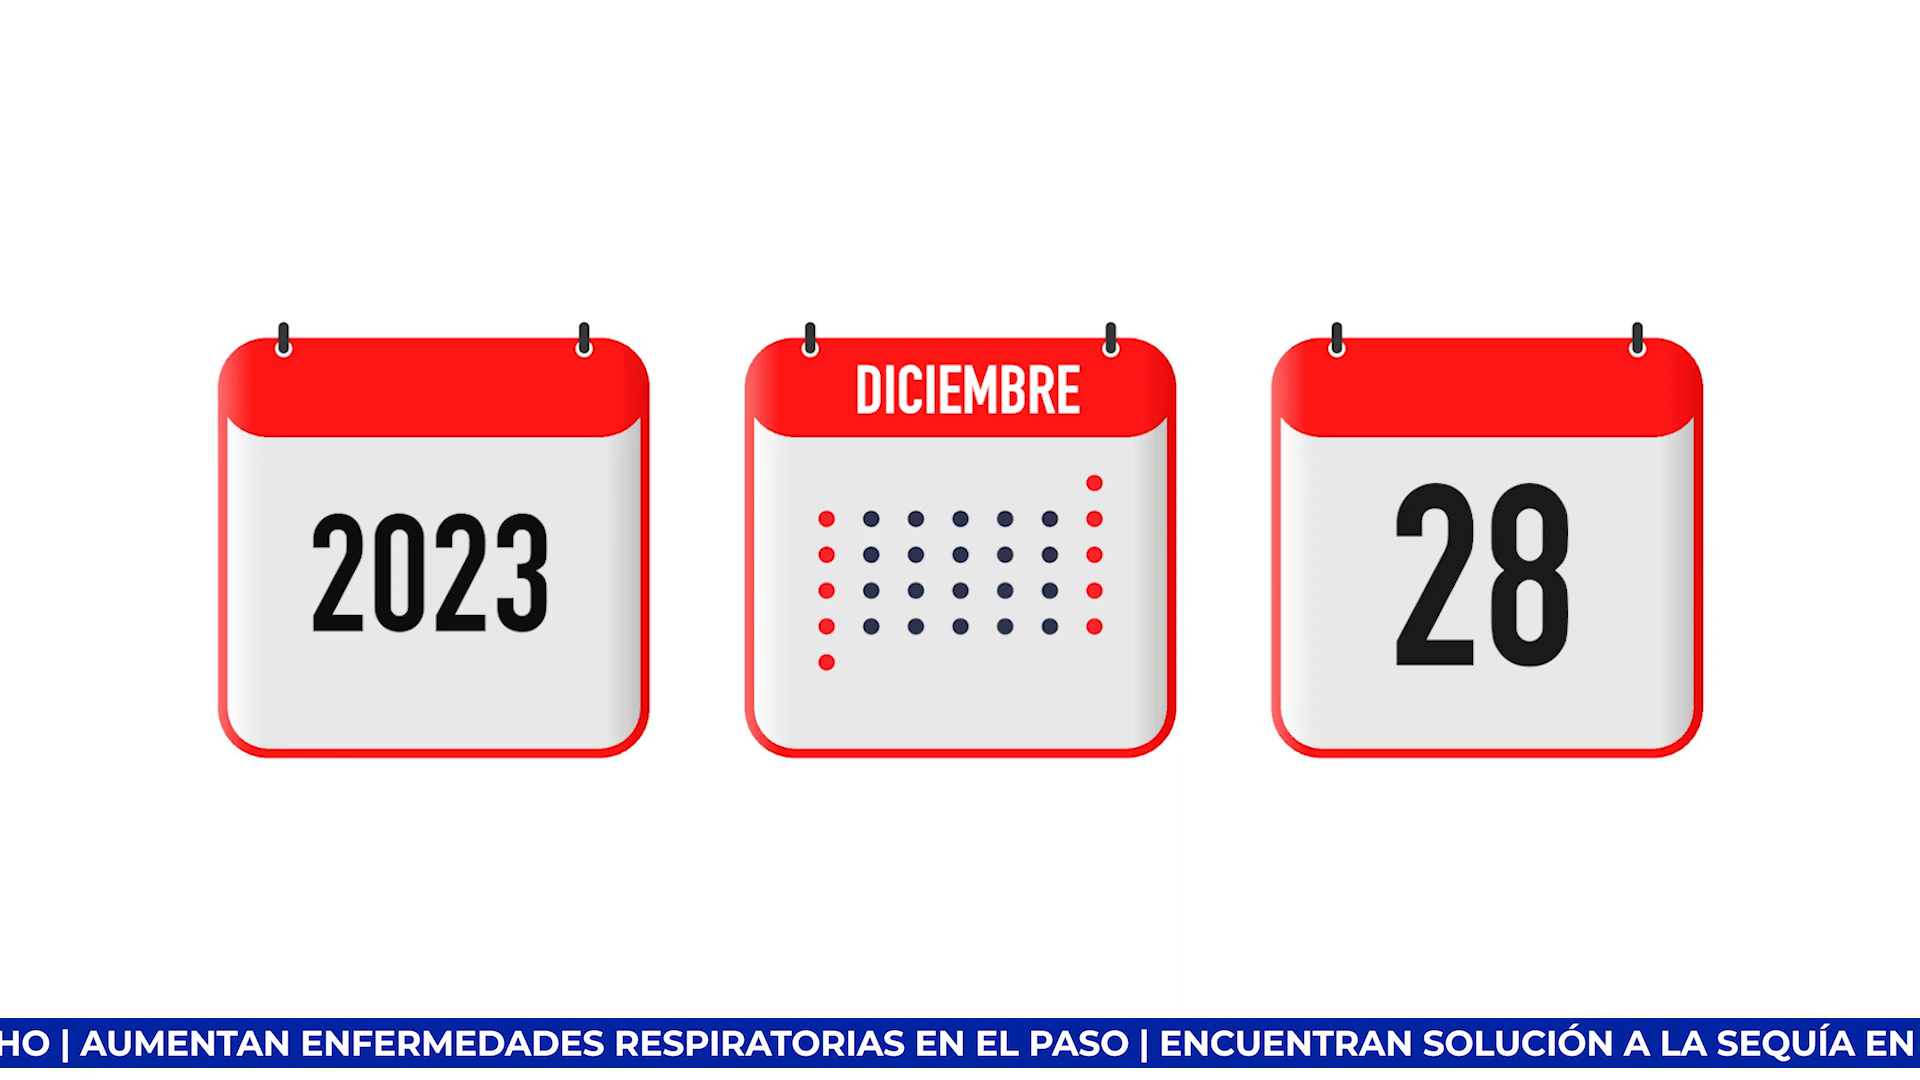 DICIEMBRE
2023
28
HO | AUMENTAN ENFERMEDADES RESPIRATORIAS EN EL PASO | ENCUENTRAN SOLUCIÓN A LA SEQUÍA EN